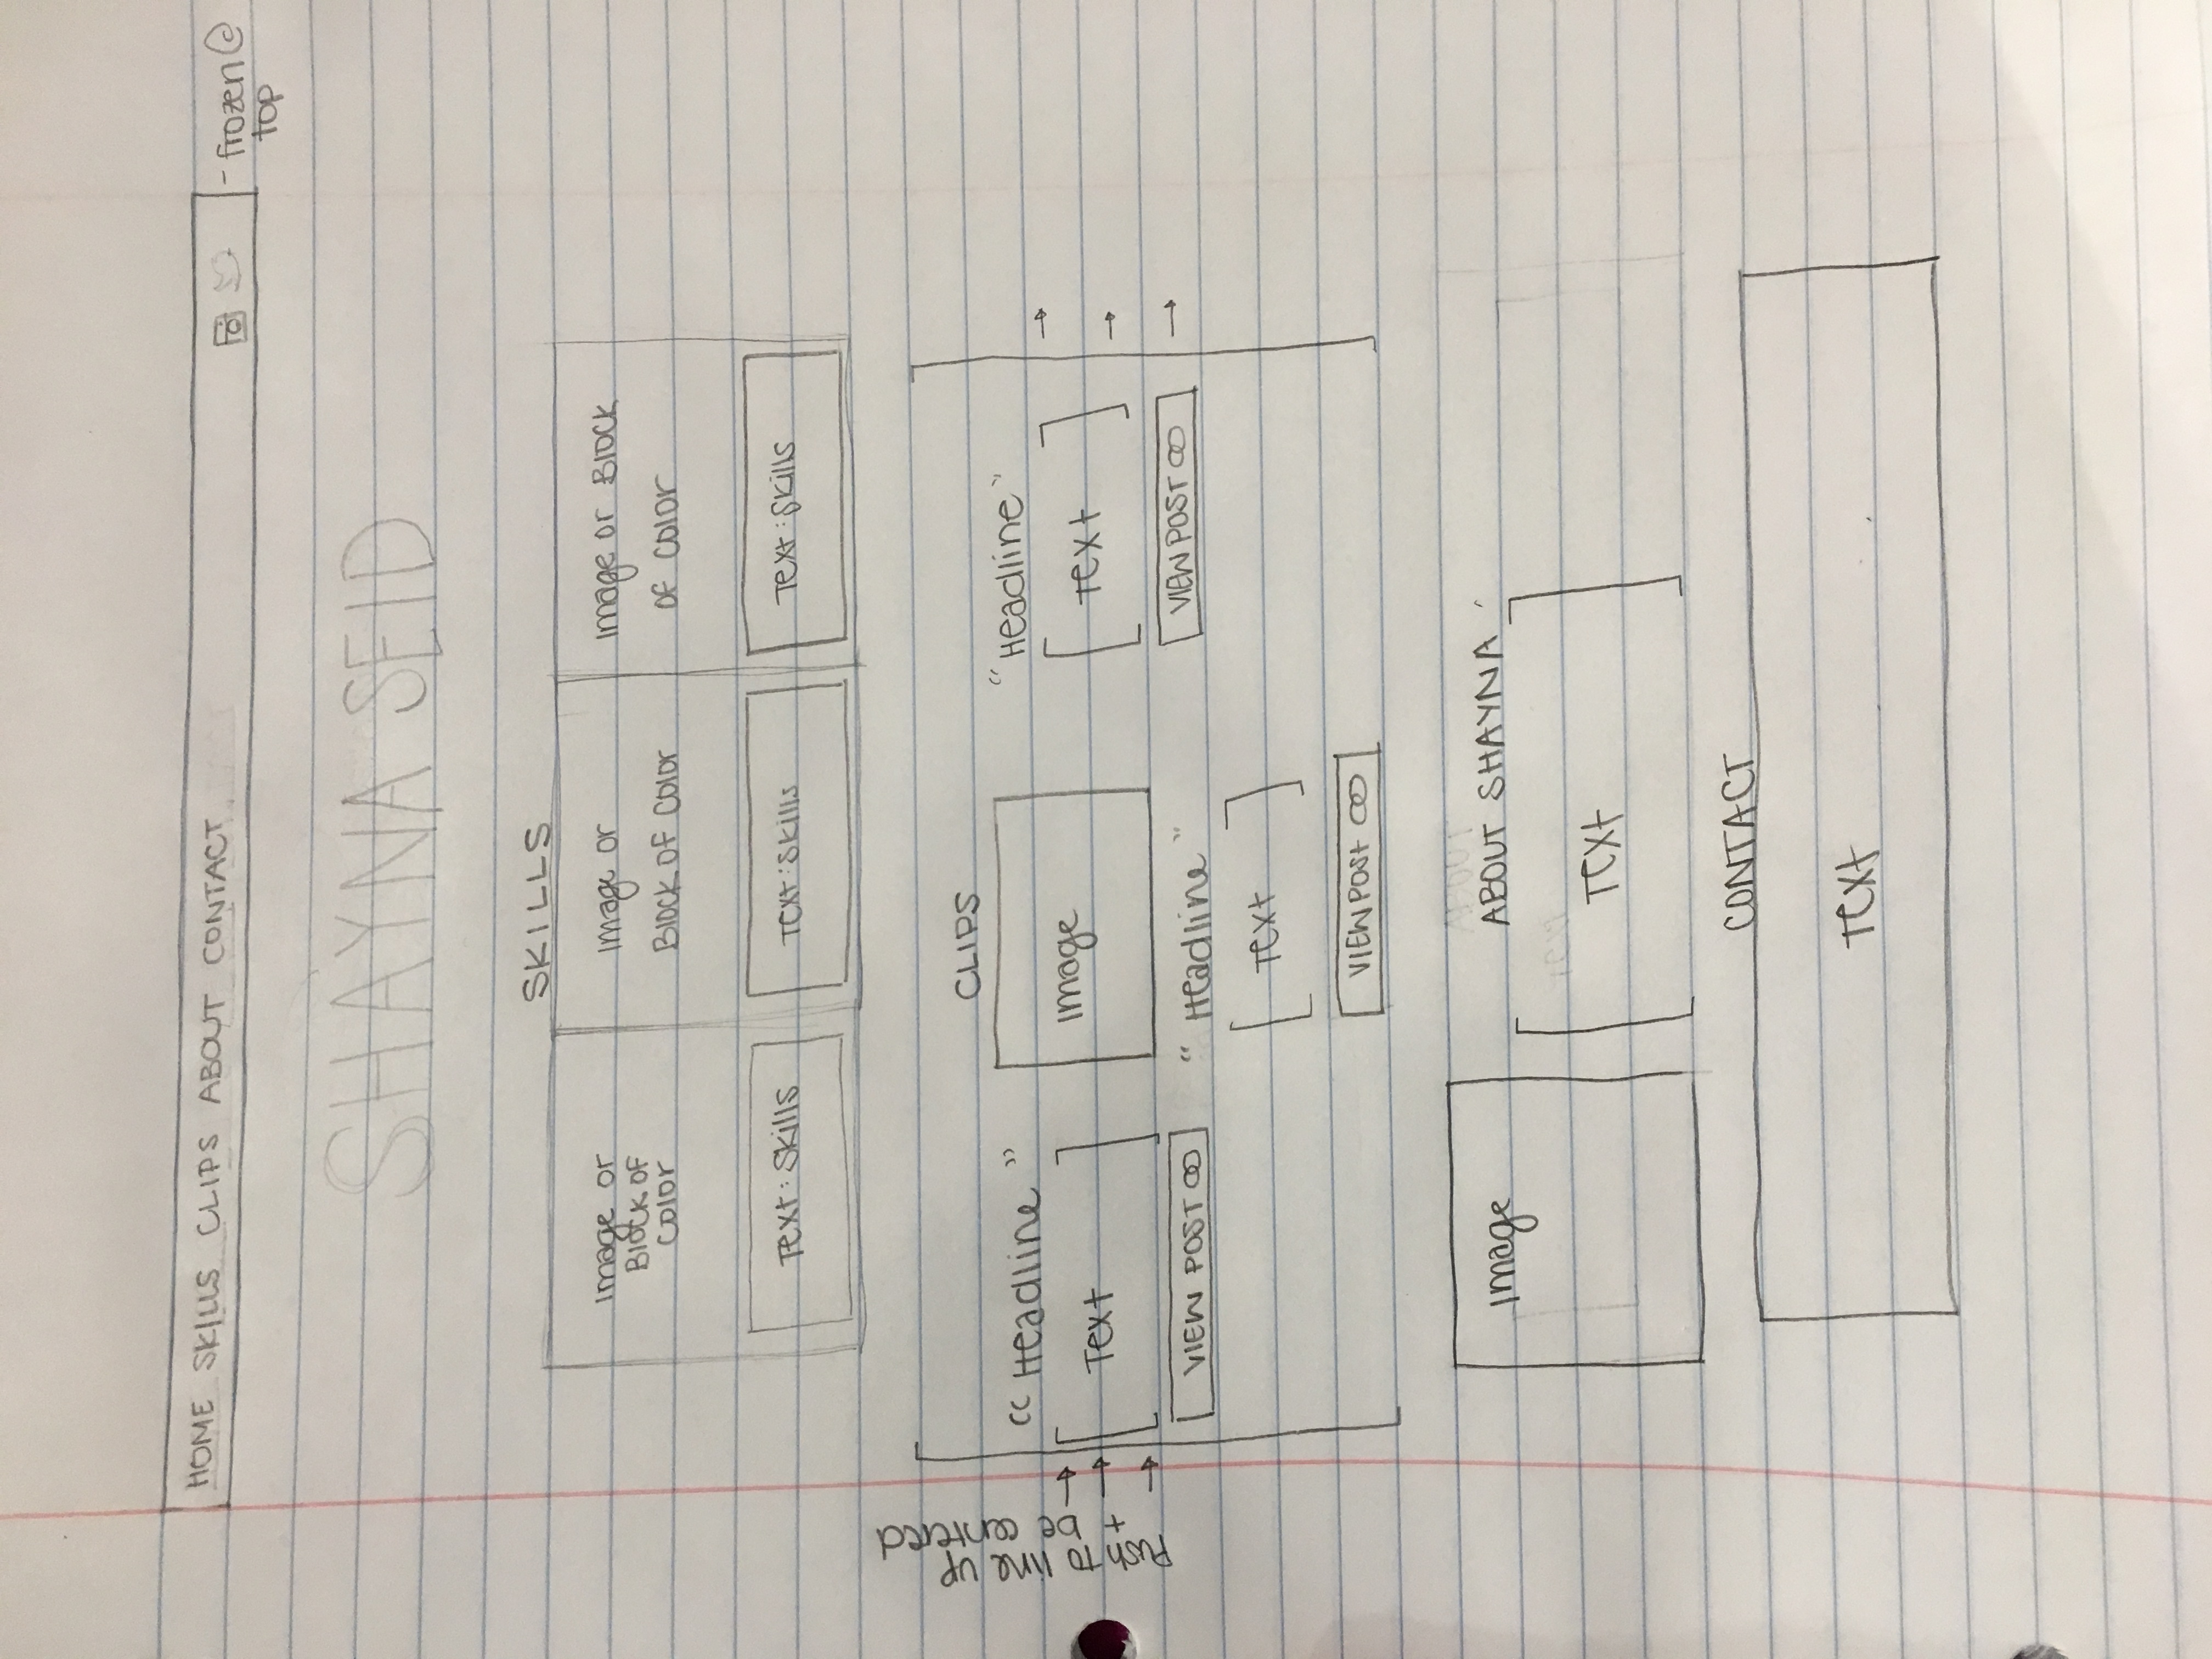 HOME SKILLS CLIPS ABOUT CONTACT
- frozen @
top
SHAYNA SEID
SKILLS
Image or
Block of
Color
Image or
Block of Color
Image or Block
of color
Text: Skills
Text: Skills
Text: Skills
Push to line up
+ be centered
CLIPS
"Headline"
Text
VIEW POST
Image
"Headline"
Text
VIEW POST
"Headline"
Text
VIEW POST
Image
ABOUT
ABOUT SHAYNA
Text
CONTACT
Text